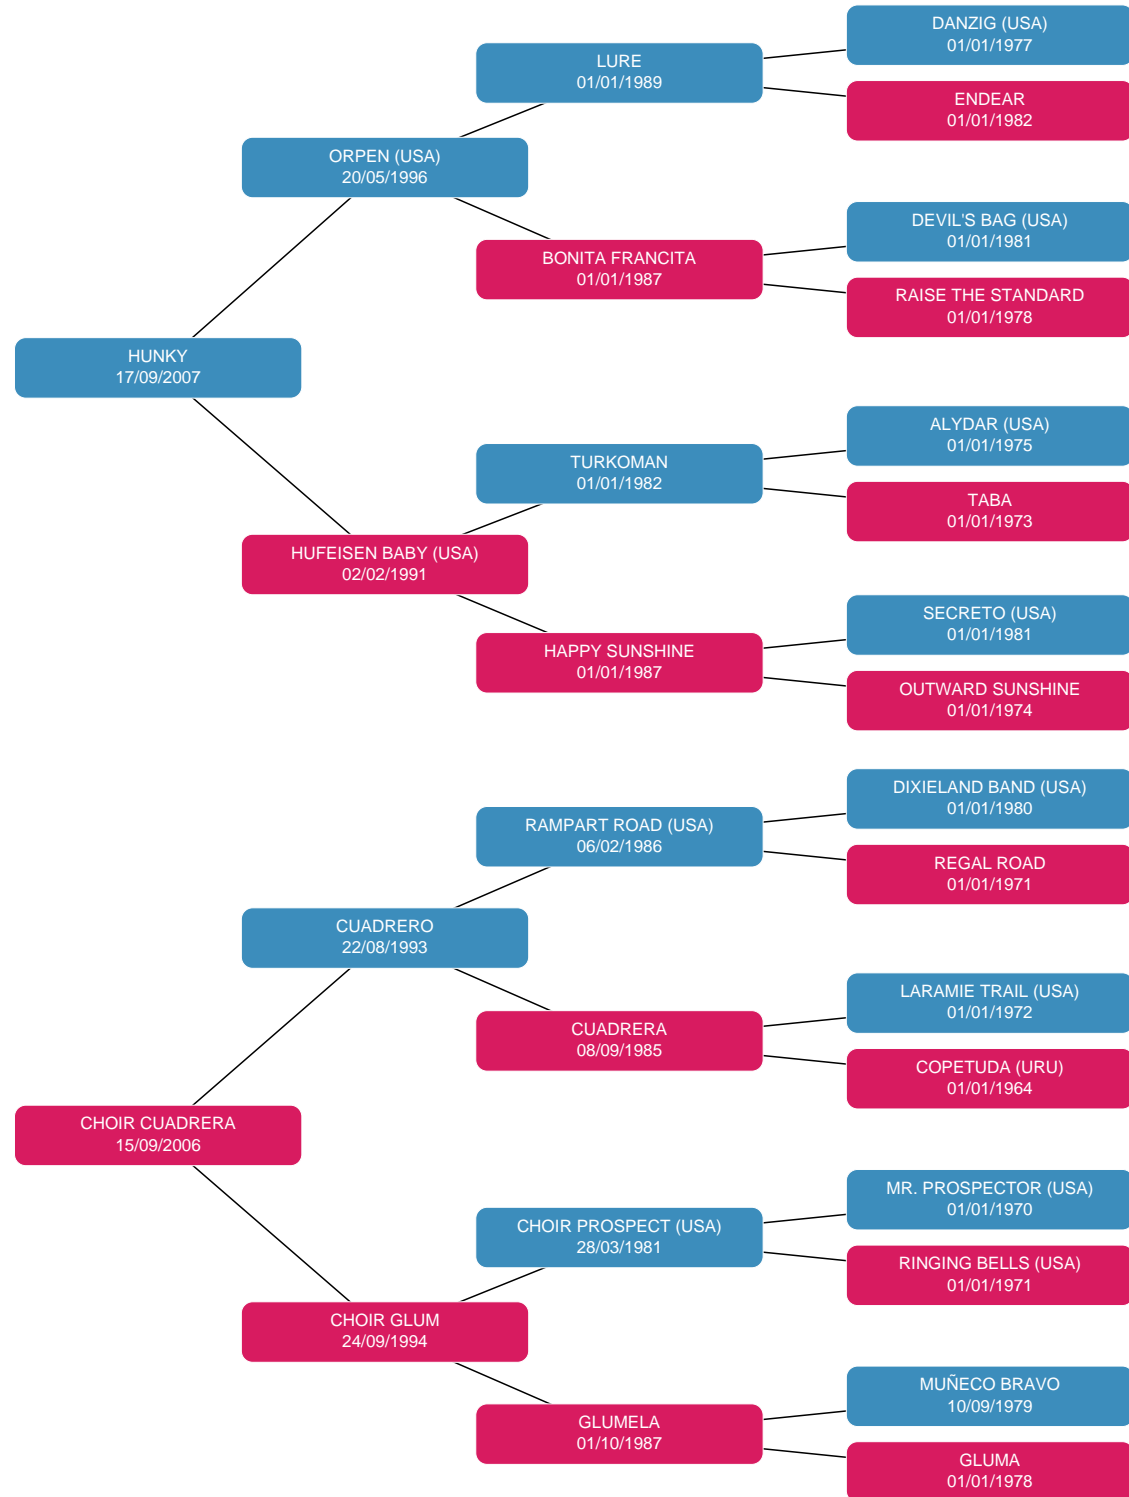 DANZIG (USA)
01/01/1977
LURE
01/01/1989
ENDEAR
01/01/1982
ORPEN (USA)
20/05/1996
DEVIL'S BAG (USA)
01/01/1981
BONITA FRANCITA
01/01/1987
RAISE THE STANDARD
01/01/1978
HUNKY
17/09/2007
ALYDAR (USA)
01/01/1975
TURKOMAN
01/01/1982
TABA
01/01/1973
HUFEISEN BABY (USA)
02/02/1991
SECRETO (USA)
01/01/1981
HAPPY SUNSHINE
01/01/1987
OUTWARD SUNSHINE
01/01/1974
DIXIELAND BAND (USA)
01/01/1980
RAMPART ROAD (USA)
06/02/1986
REGAL ROAD
01/01/1971
CUADRERO
22/08/1993
LARAMIE TRAIL (USA)
01/01/1972
CUADRERA
08/09/1985
COPETUDA (URU)
01/01/1964
CHOIR CUADRERA
15/09/2006
MR. PROSPECTOR (USA)
01/01/1970
CHOIR PROSPECT (USA)
28/03/1981
RINGING BELLS (USA)
01/01/1971
CHOIR GLUM
24/09/1994
MUÑECO BRAVO
10/09/1979
GLUMELA
01/10/1987
GLUMA
01/01/1978